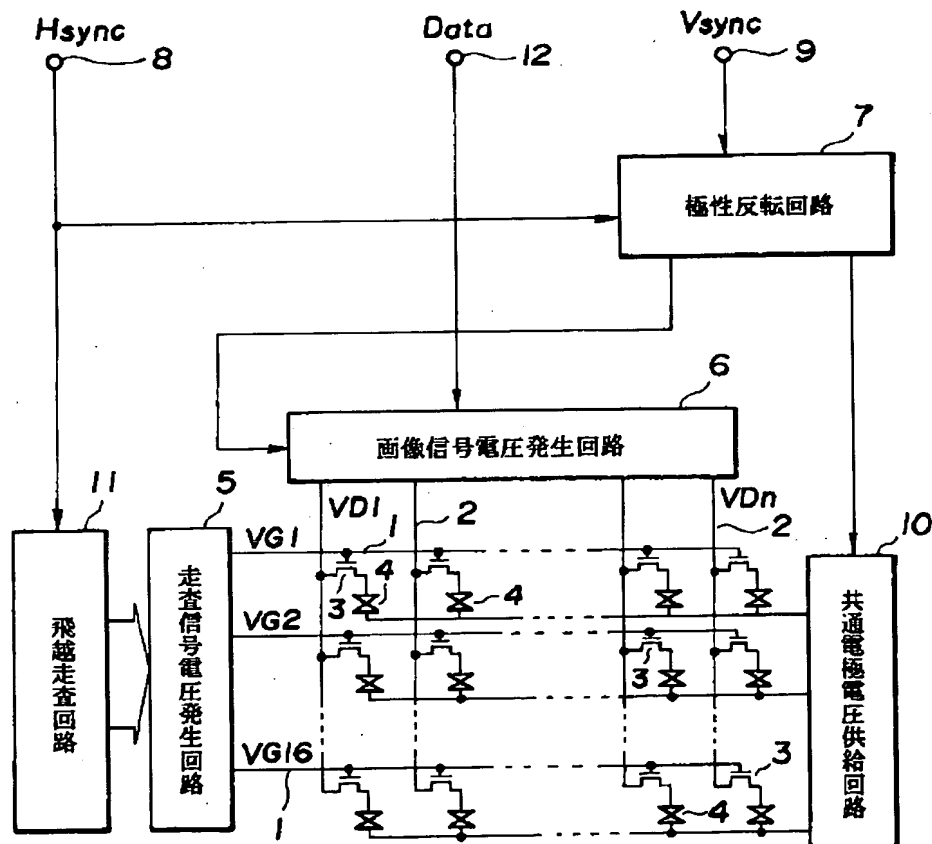 Hsync
8
Data
12
Vsync
9
7
極性反転回路
6
画像信号電圧発生回路
11
飛越走査回路
5
走査信号電圧発生回路
VD1
2
VDn
2
10
共通電極電圧供給回路
VG1
1
3
4
4
VG2
3
VG16
1
3
4